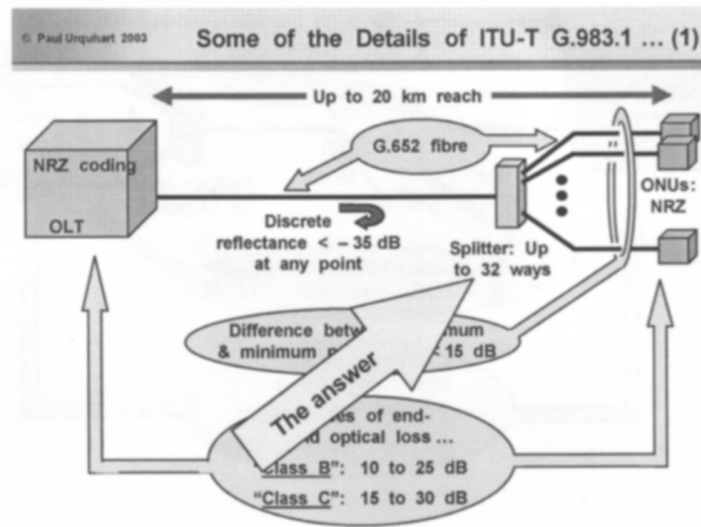 © Paul Urquhart 2003
Some of the Details of ITU-T G.983.1 ... (1)
Up to 20 km reach
NRZ coding
OLT
G.652 fibre
"
ONUs:
NRZ
Discrete
reflectance < – 35 dB
at any point
Splitter: Up
to 32 ways
Difference
& minimum < 15 dB
The answer
of end-
optical loss ...
"Class B": 10 to 25 dB
"Class C": 15 to 30 dB